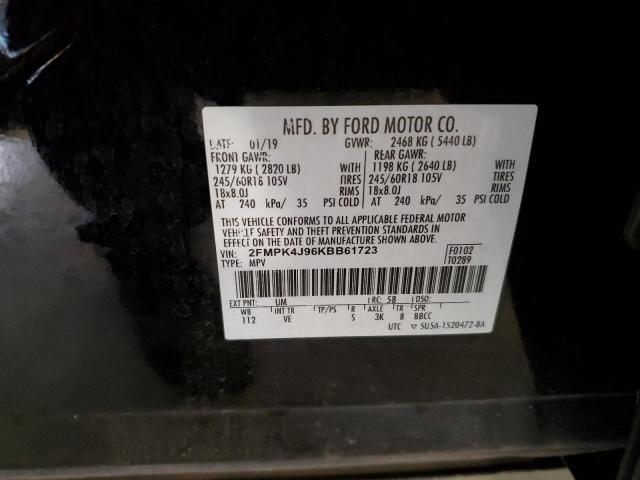 MFD. BY FORD MOTOR CO.
DATE: 01/19 GVWR: 2468 KG ( 5440 LB)
FRONT GAWR: REAR GAWR:
1279 KG ( 2820 LB) WITH 1198 KG ( 2640 LB) WITH
245/60R18 105V TIRES 245/60R18 105V TIRES
18x8.0J RIMS 18x8.0J RIMS
AT 240 kPa/ 35 PSI COLD AT 240 kPa/ 35 PSI COLD
THIS VEHICLE CONFORMS TO ALL APPLICABLE FEDERAL MOTOR
VEHICLE SAFETY AND THEFT PREVENTION STANDARDS IN
EFFECT ON THE DATE OF MANUFACTURE SHOWN ABOVE.
VIN: 2FMPK4J96KBB61723 F0102
TYPE: MPV T0289
EXT PNT: UM RC: 58 DSO:
WB INT TR TP/PS R AXLE TR SPR
112 VE S 3K 8 BBCC
UTC ▽ 5U5A-1520472-BA